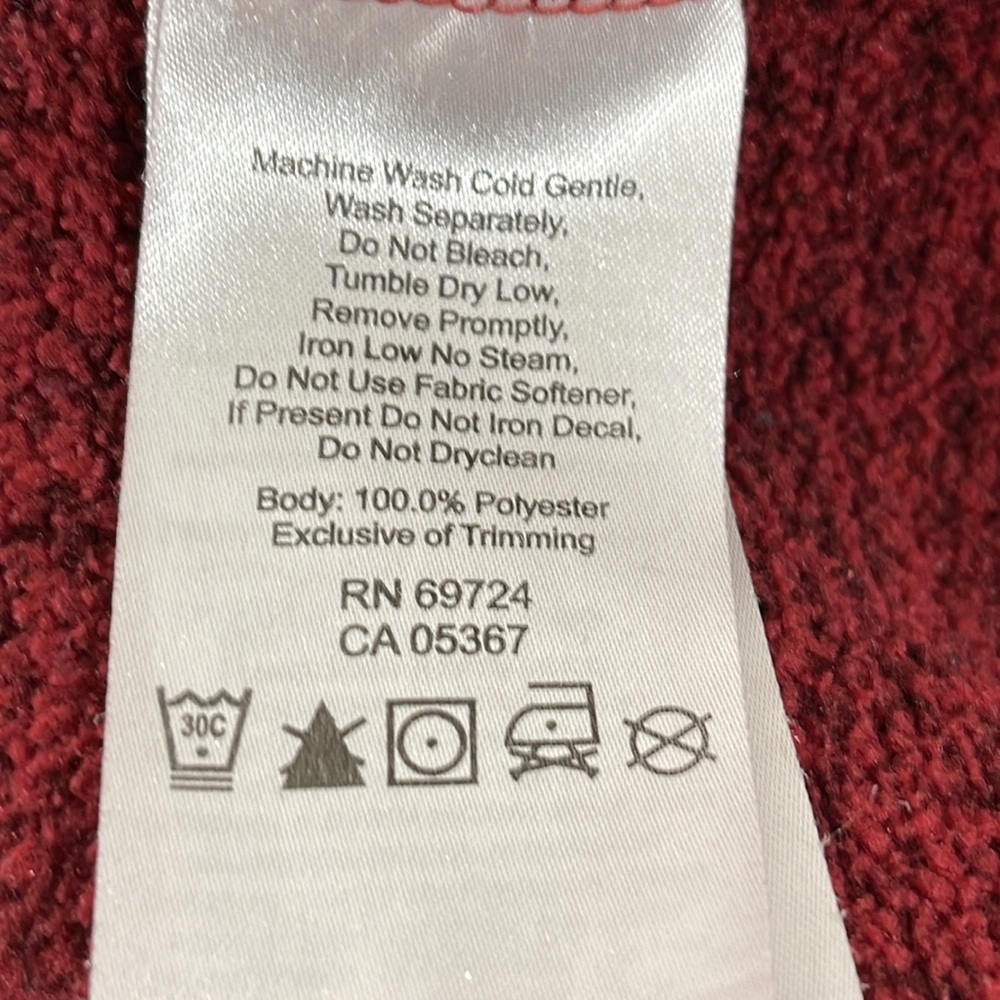 Machine Wash Cold Gentle,
Wash Separately,
Do Not Bleach,
Tumble Dry Low,
Remove Promptly,
Iron Low No Steam,
Do Not Use Fabric Softener,
If Present Do Not Iron Decal,
Do Not Dryclean
Body: 100.0% Polyester
Exclusive of Trimming
RN 69724
CA 05367
30C